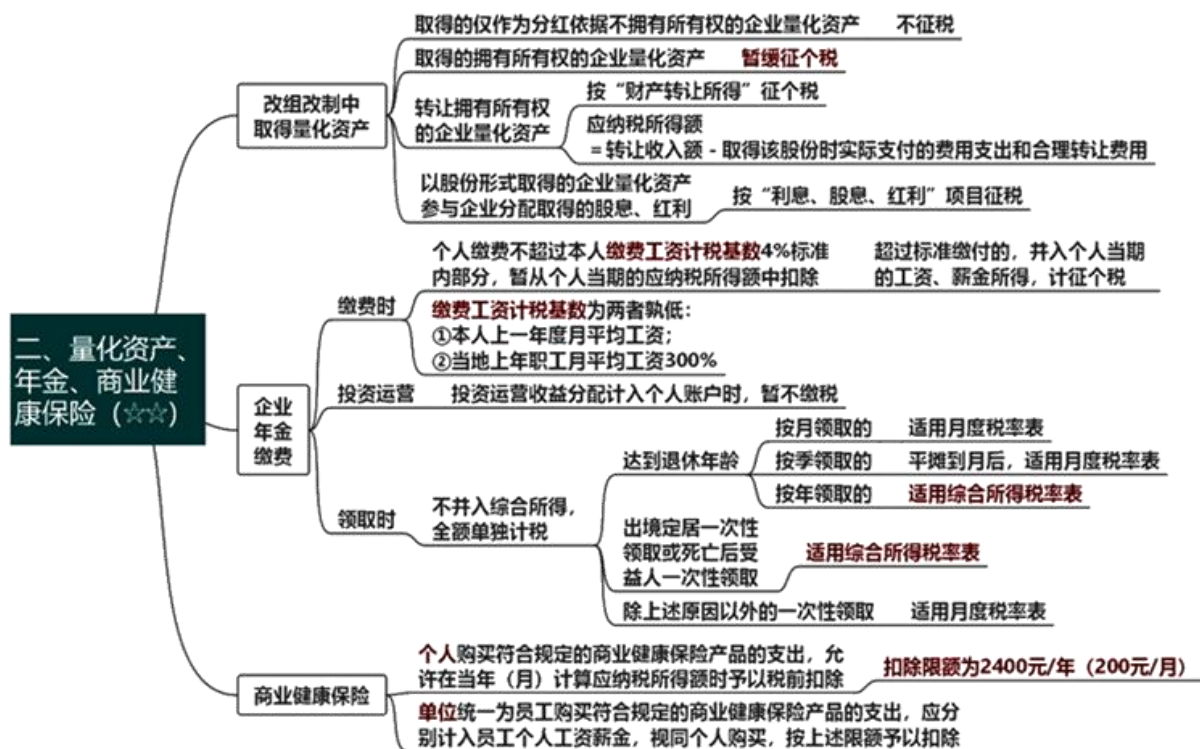 二、量化资产、
年金、商业健
康保险（☆☆）
改组改制中
取得量化资产
取得的仅作为分红依据不拥有所有权的企业量化资产 不征税
取得的拥有所有权的企业量化资产 暂缓征个税
转让拥有所有权
的企业量化资产
按“财产转让所得”征个税
应纳税所得额
=转让收入额-取得该股份时实际支付的费用支出和合理转让费用
以股份形式取得的企业量化资产
参与企业分配取得的股息、红利
按“利息、股息、红利”项目征税
企业
年金
缴费
缴费时
个人缴费不超过本人缴费工资计税基数4%标准
内部分，暂从个人当期的应纳税所得额中扣除
超过标准缴付的，并入个人当期
的工资、薪金所得，计征个税
缴费工资计税基数为两者孰低：
①本人上一年度月平均工资；
②当地上年职工月平均工资300%
投资运营 投资运营收益分配计入个人账户时，暂不缴税
领取时
不并入综合所得，
全额单独计税
达到退休年龄
按月领取的 适用月度税率表
按季领取的 平摊到月后，适用月度税率表
按年领取的 适用综合所得税率表
出境定居一次性
领取或死亡后受
益人一次性领取
适用综合所得税率表
除上述原因以外的一次性领取 适用月度税率表
商业健康保险
个人购买符合规定的商业健康保险产品的支出，允
许在当年（月）计算应纳税所得额时予以税前扣除
扣除限额为2400元/年（200元/月）
单位统一为员工购买符合规定的商业健康保险产品的支出，应分
别计入员工个人工资薪金，视同个人购买，按上述限额予以扣除